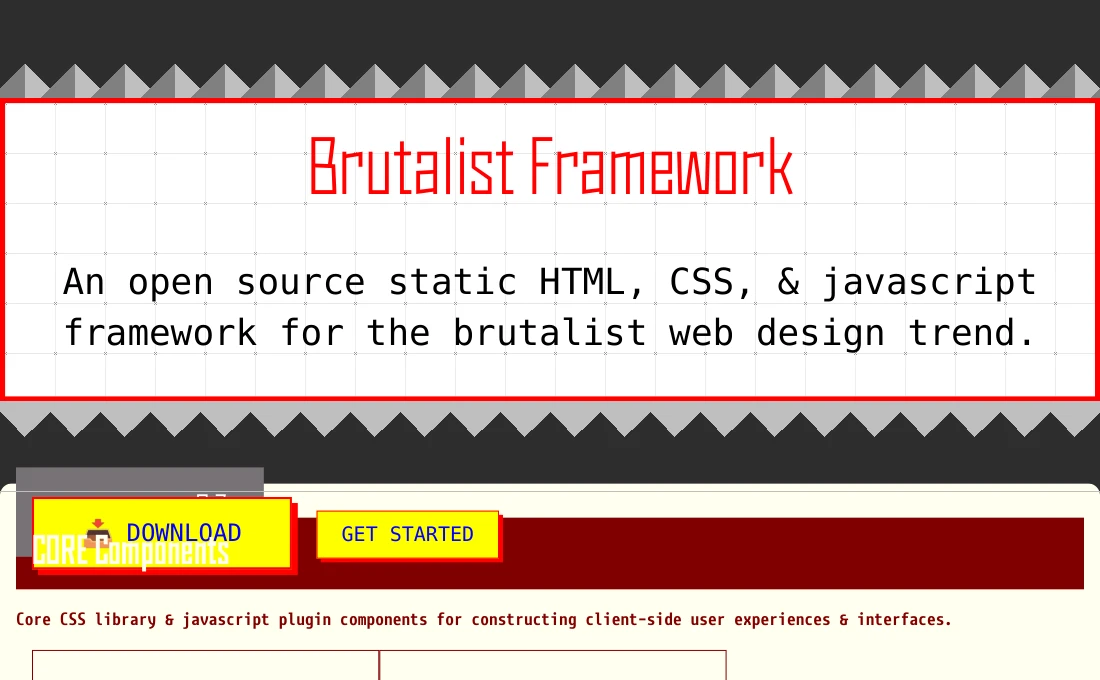 Brutalist Framework
An open source static HTML, CSS, & javascript
framework for the brutalist web design trend.
DOWNLOAD
GET STARTED
CORE Components
Core CSS library & javascript plugin components for constructing client-side user experiences & interfaces.